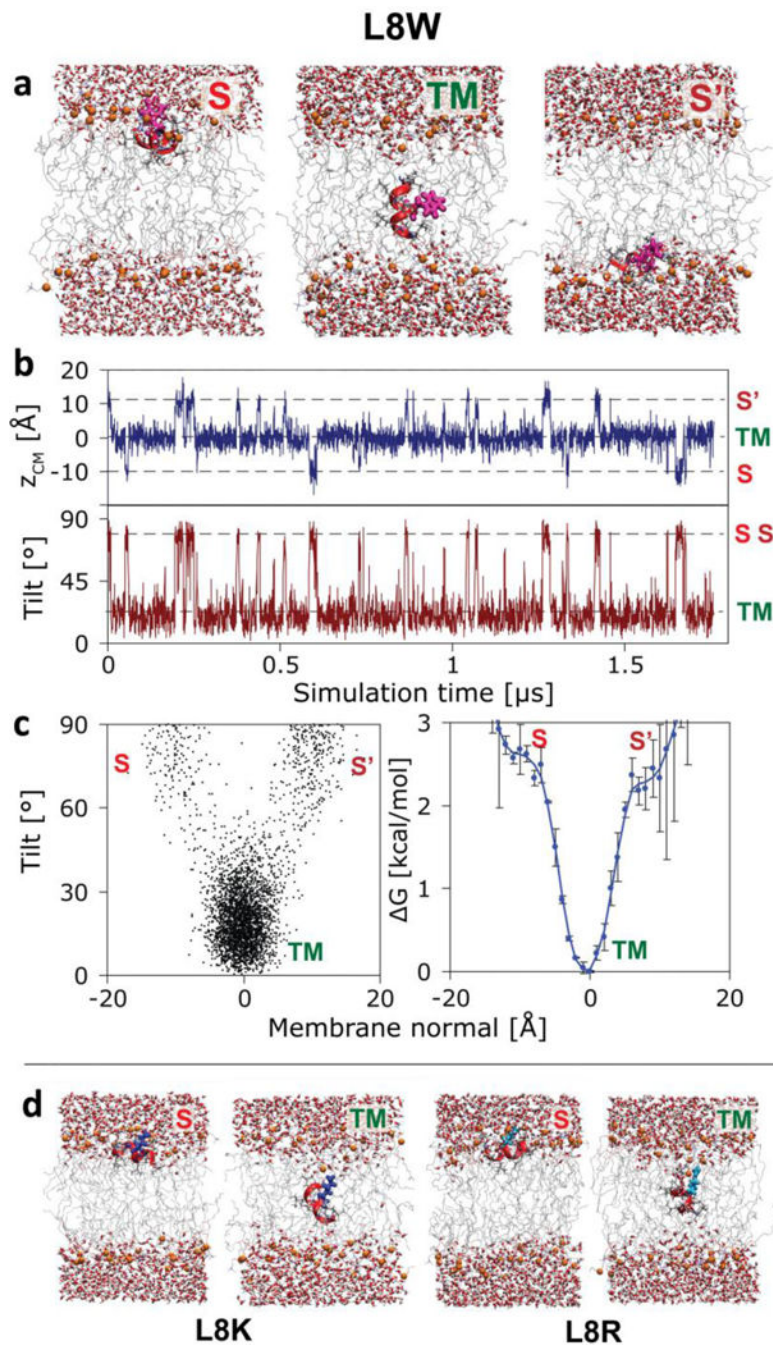 L8W
a
S
TM
S'
b
20
10
0
-10
z_CM [Å]
S'
TM
S
90
45
0
Tilt [°]
S S
TM
0
0.5
1
1.5
Simulation time [µs]
c
90
60
30
0
Tilt [°]
S
S'
TM
-20
0
20
3
2
1
0
ΔG [kcal/mol]
S
S'
TM
-20
0
20
Membrane normal [Å]
d
S
TM
S
TM
L8K
L8R